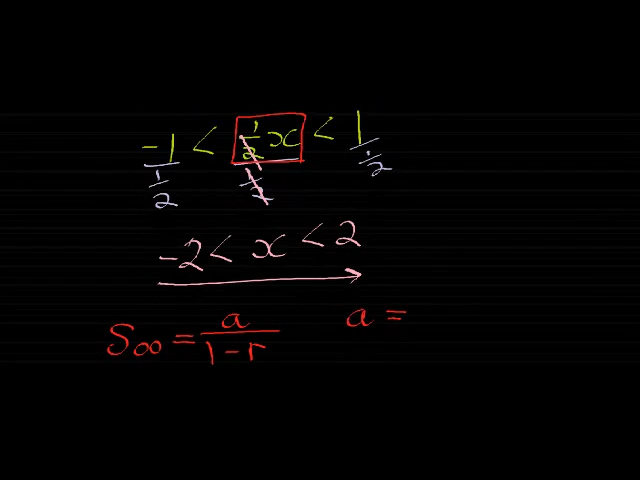 -1 < 1/2 x < 1
1/2 1/2 1/2
-2 < x < 2
S∞ = a/(1-r) a =